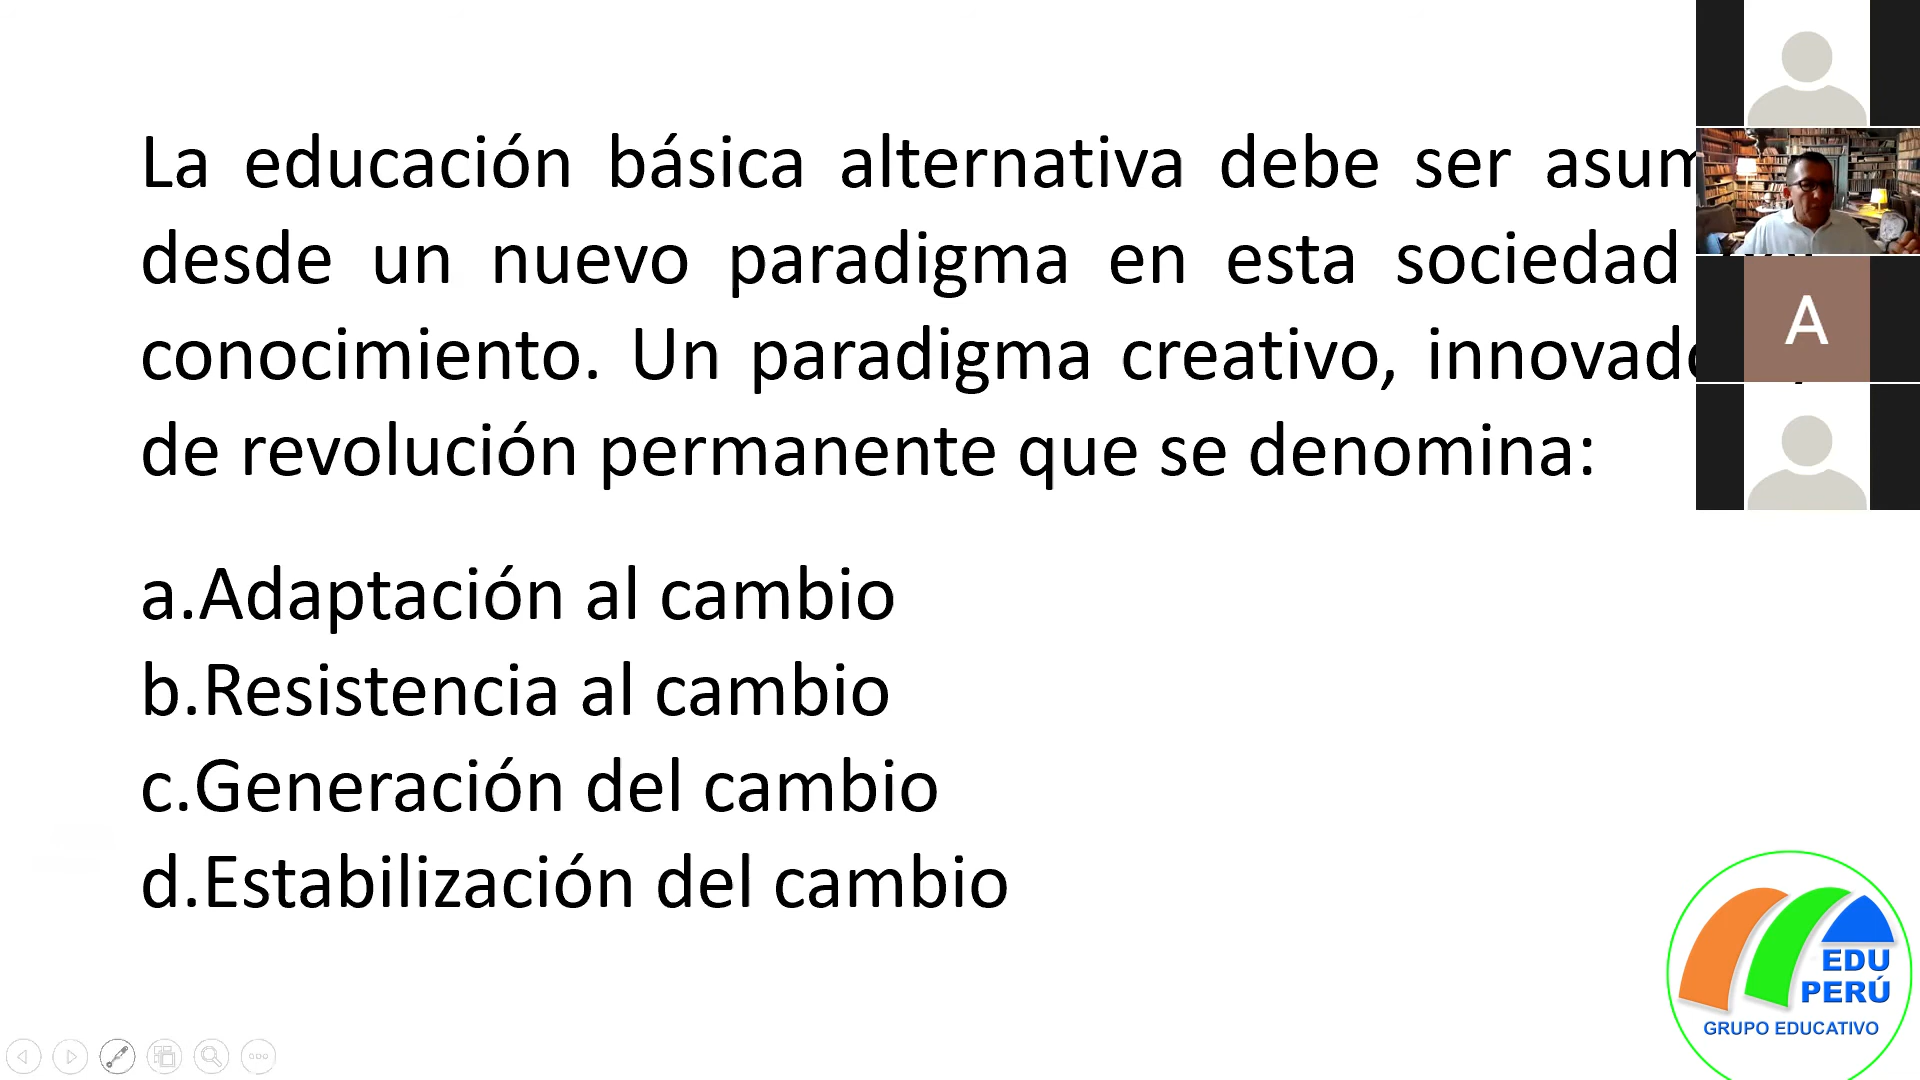 La educación básica alternativa debe ser
desde un nuevo paradigma en esta sociedad
conocimiento. Un paradigma creativo,
de revolución permanente que se denomina:
a.Adaptación al cambio
b.Resistencia al cambio
c.Generación del cambio
d.Estabilización del cambio
A
EDU
PERÚ
GRUPO EDUCATIVO